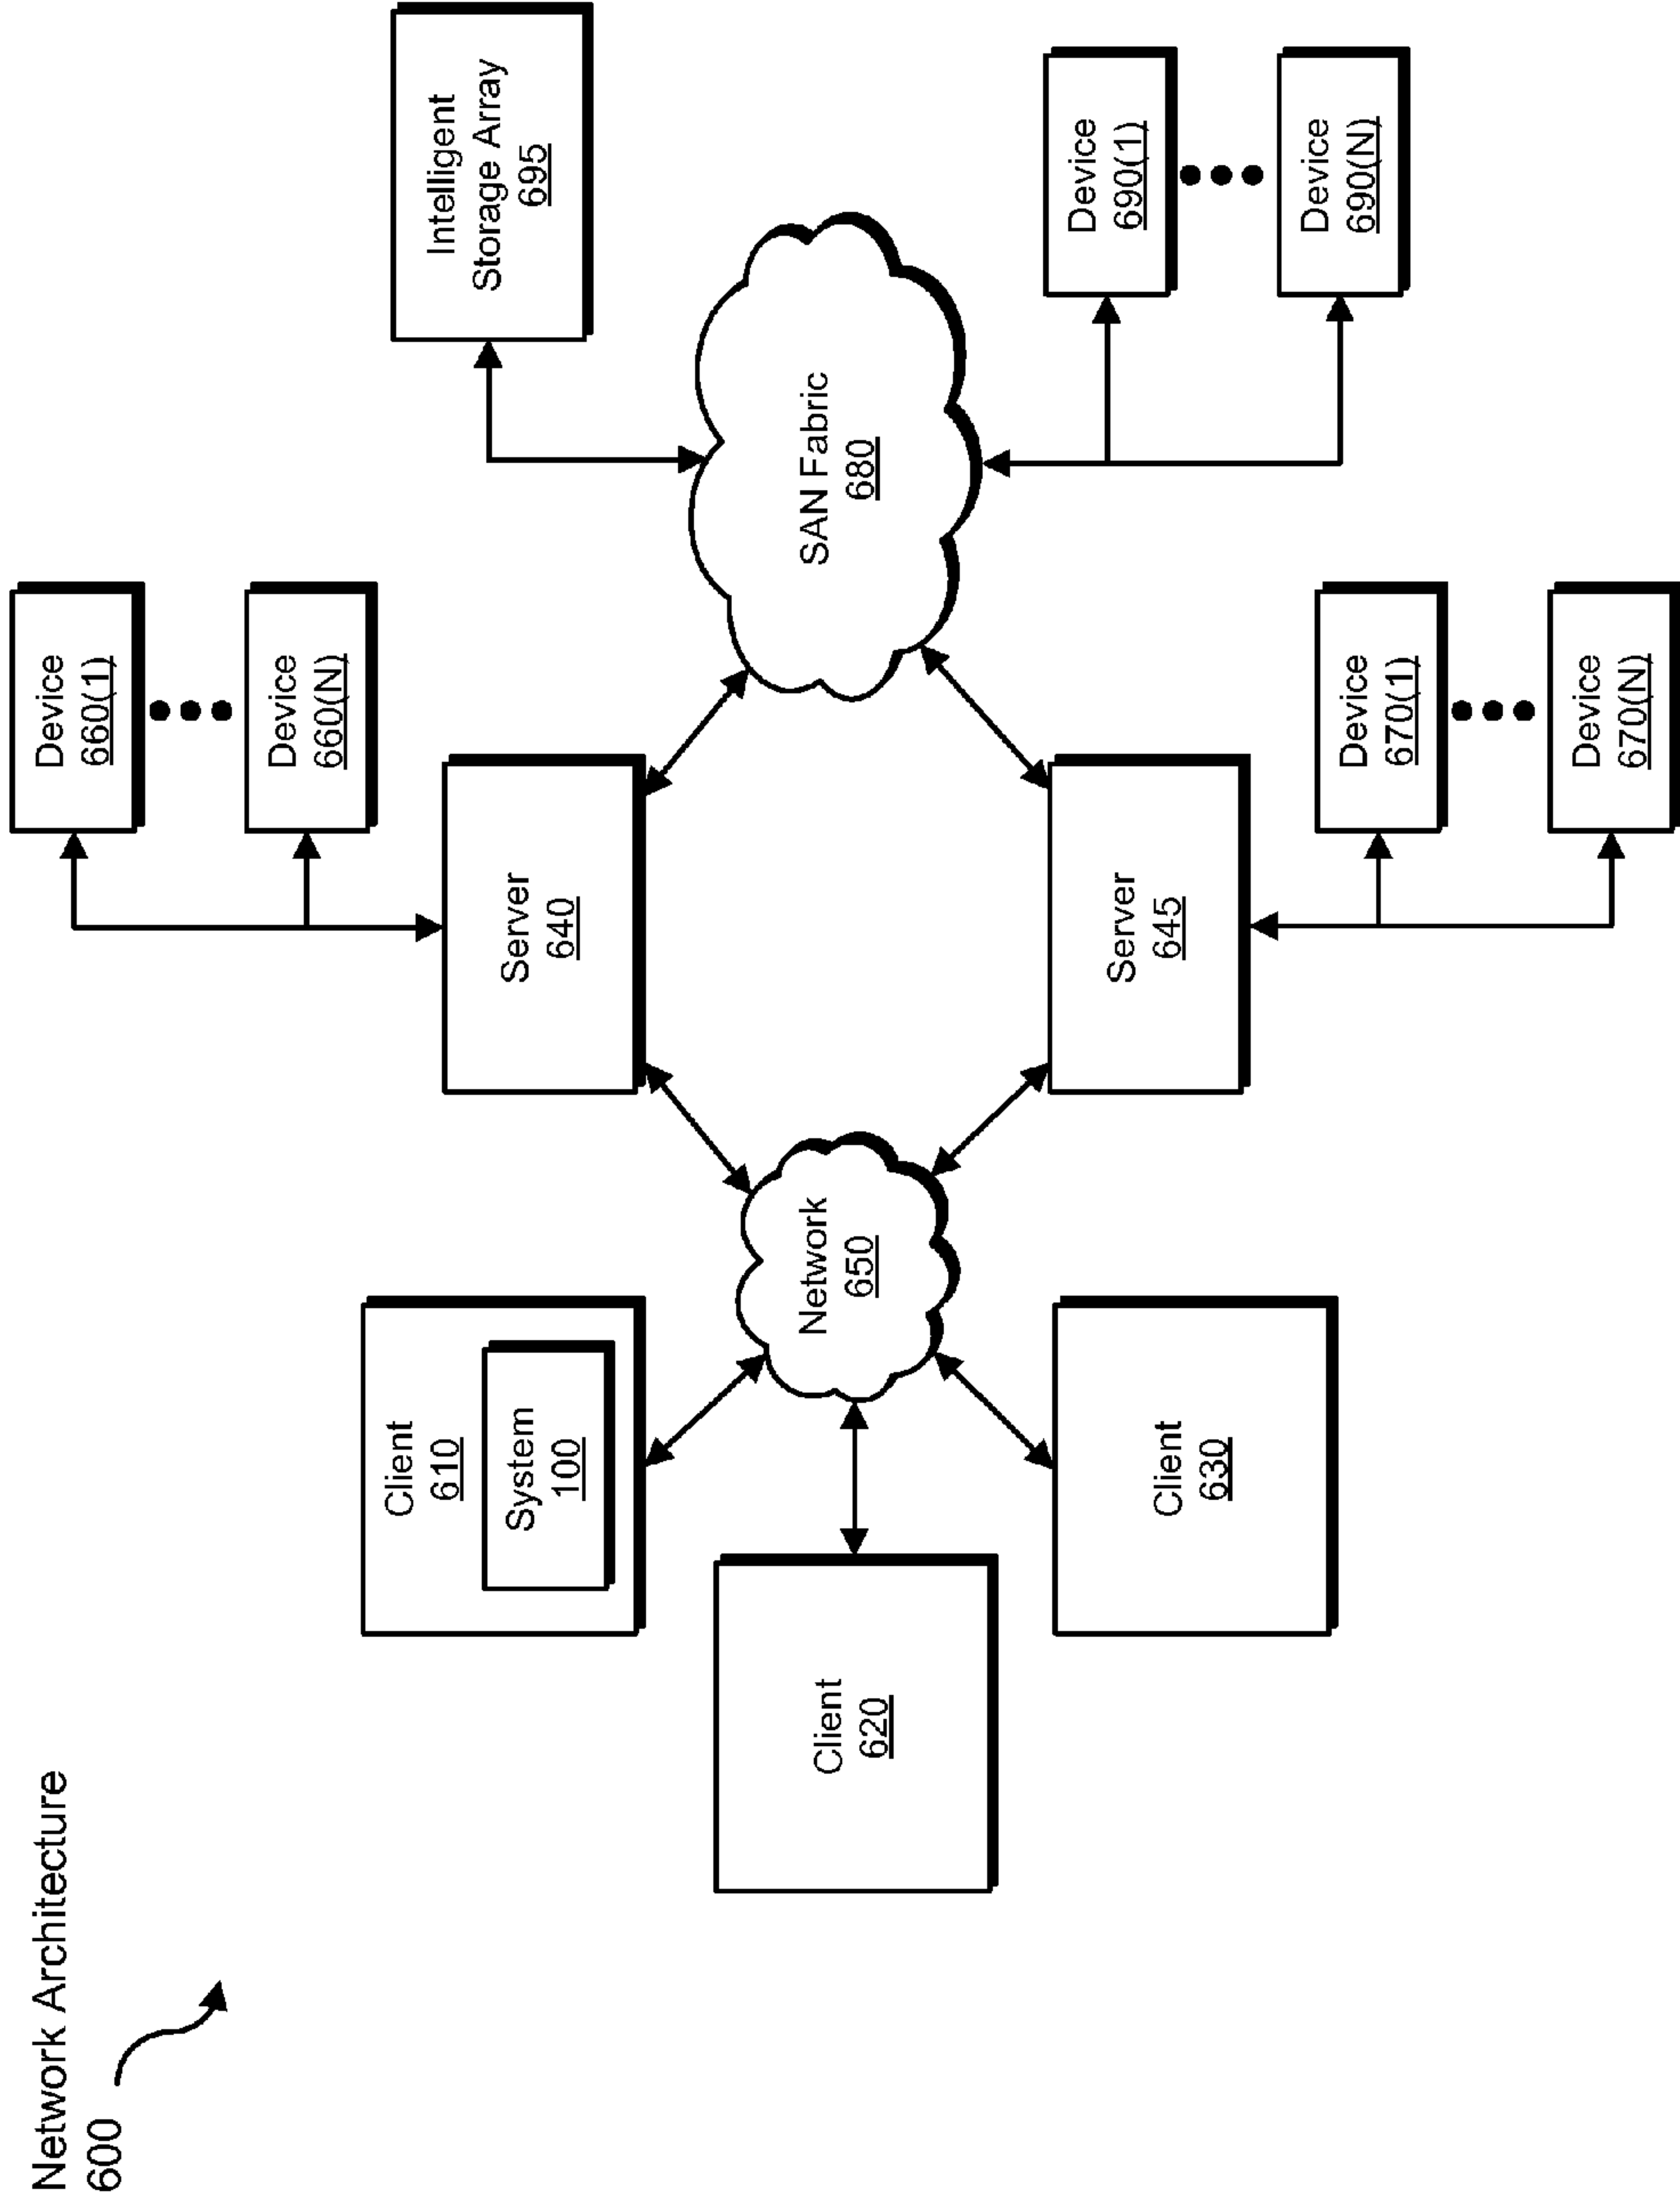 Network Architecture
600
Client
610
System
100
Client
620
Client
630
Network
650
Device
660(1)
Device
660(N)
Server
640
Server
645
Device
670(1)
Device
670(N)
SAN Fabric
680
Intelligent
Storage Array
695
Device
690(1)
Device
690(N)